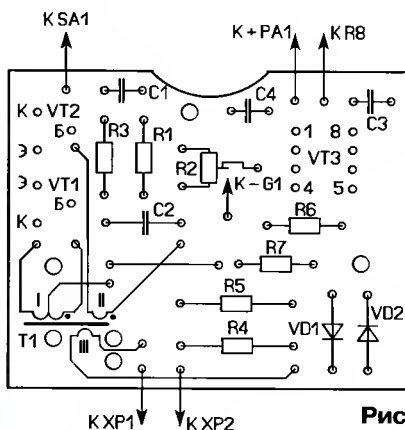 K SA1
K + PA1
K R8
C1
C4
C3
К
VT2
Б
Э
R3
R1
R2
1
8
VT3
4
5
Э
VT1
Б
К
K – G1
C2
R6
R7
I
II
R5
VD1
VD2
T1
III
R4
K XP1
K XP2
Рис